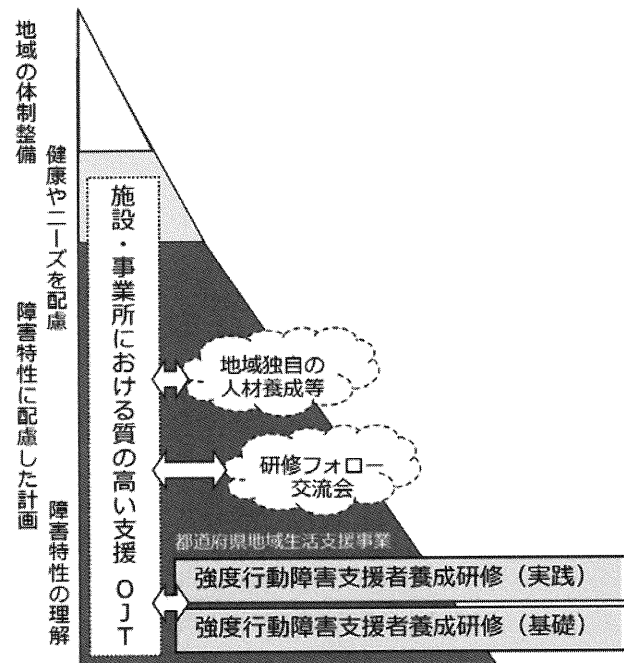 地域の体制整備
健康やニーズを配慮
障害特性に配慮した計画
障害特性の理解
施設・事業所における質の高い支援 OJT
地域独自の
人材養成等
研修フォロー
交流会
都道府県地域生活支援事業
強度行動障害支援者養成研修（実践）
強度行動障害支援者養成研修（基礎）